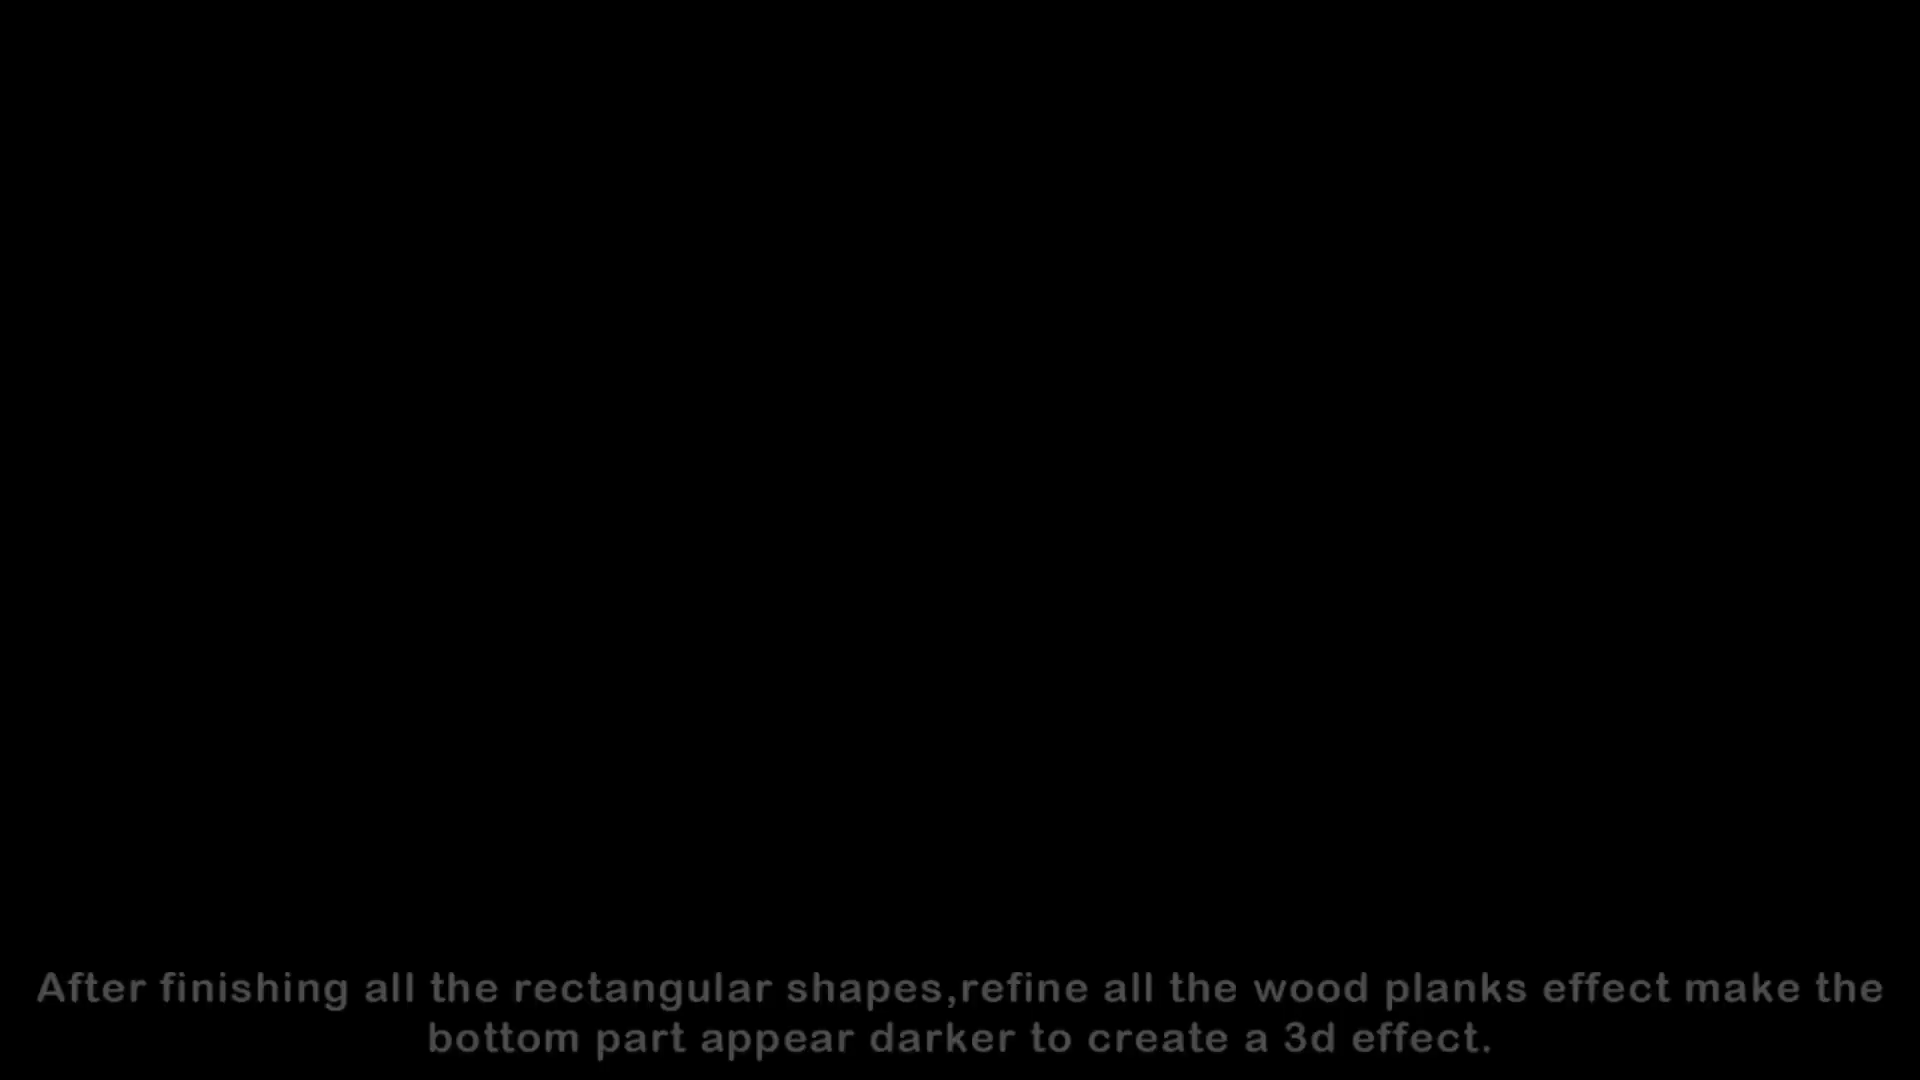 After finishing all the rectangular shapes,refine all the wood planks effect make the
bottom part appear darker to create a 3d effect.